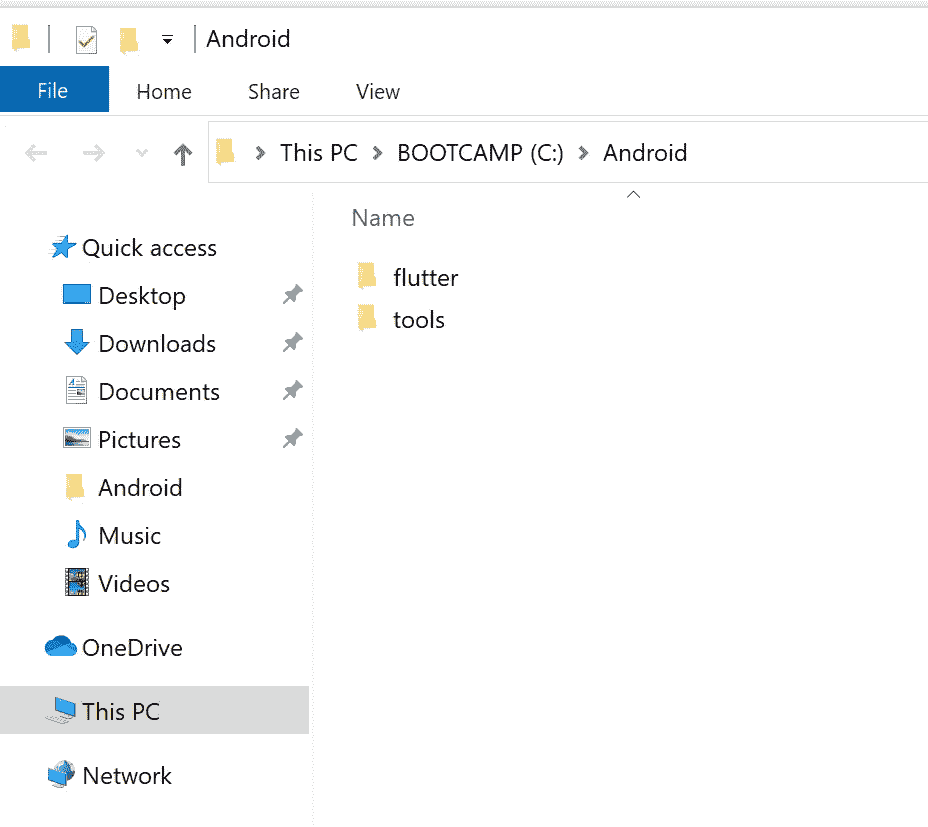 Android
File Home Share View
This PC BOOTCAMP (C:) Android
Name
Quick access
Desktop
Downloads
Documents
Pictures
Android
Music
Videos
OneDrive
This PC
Network
flutter
tools